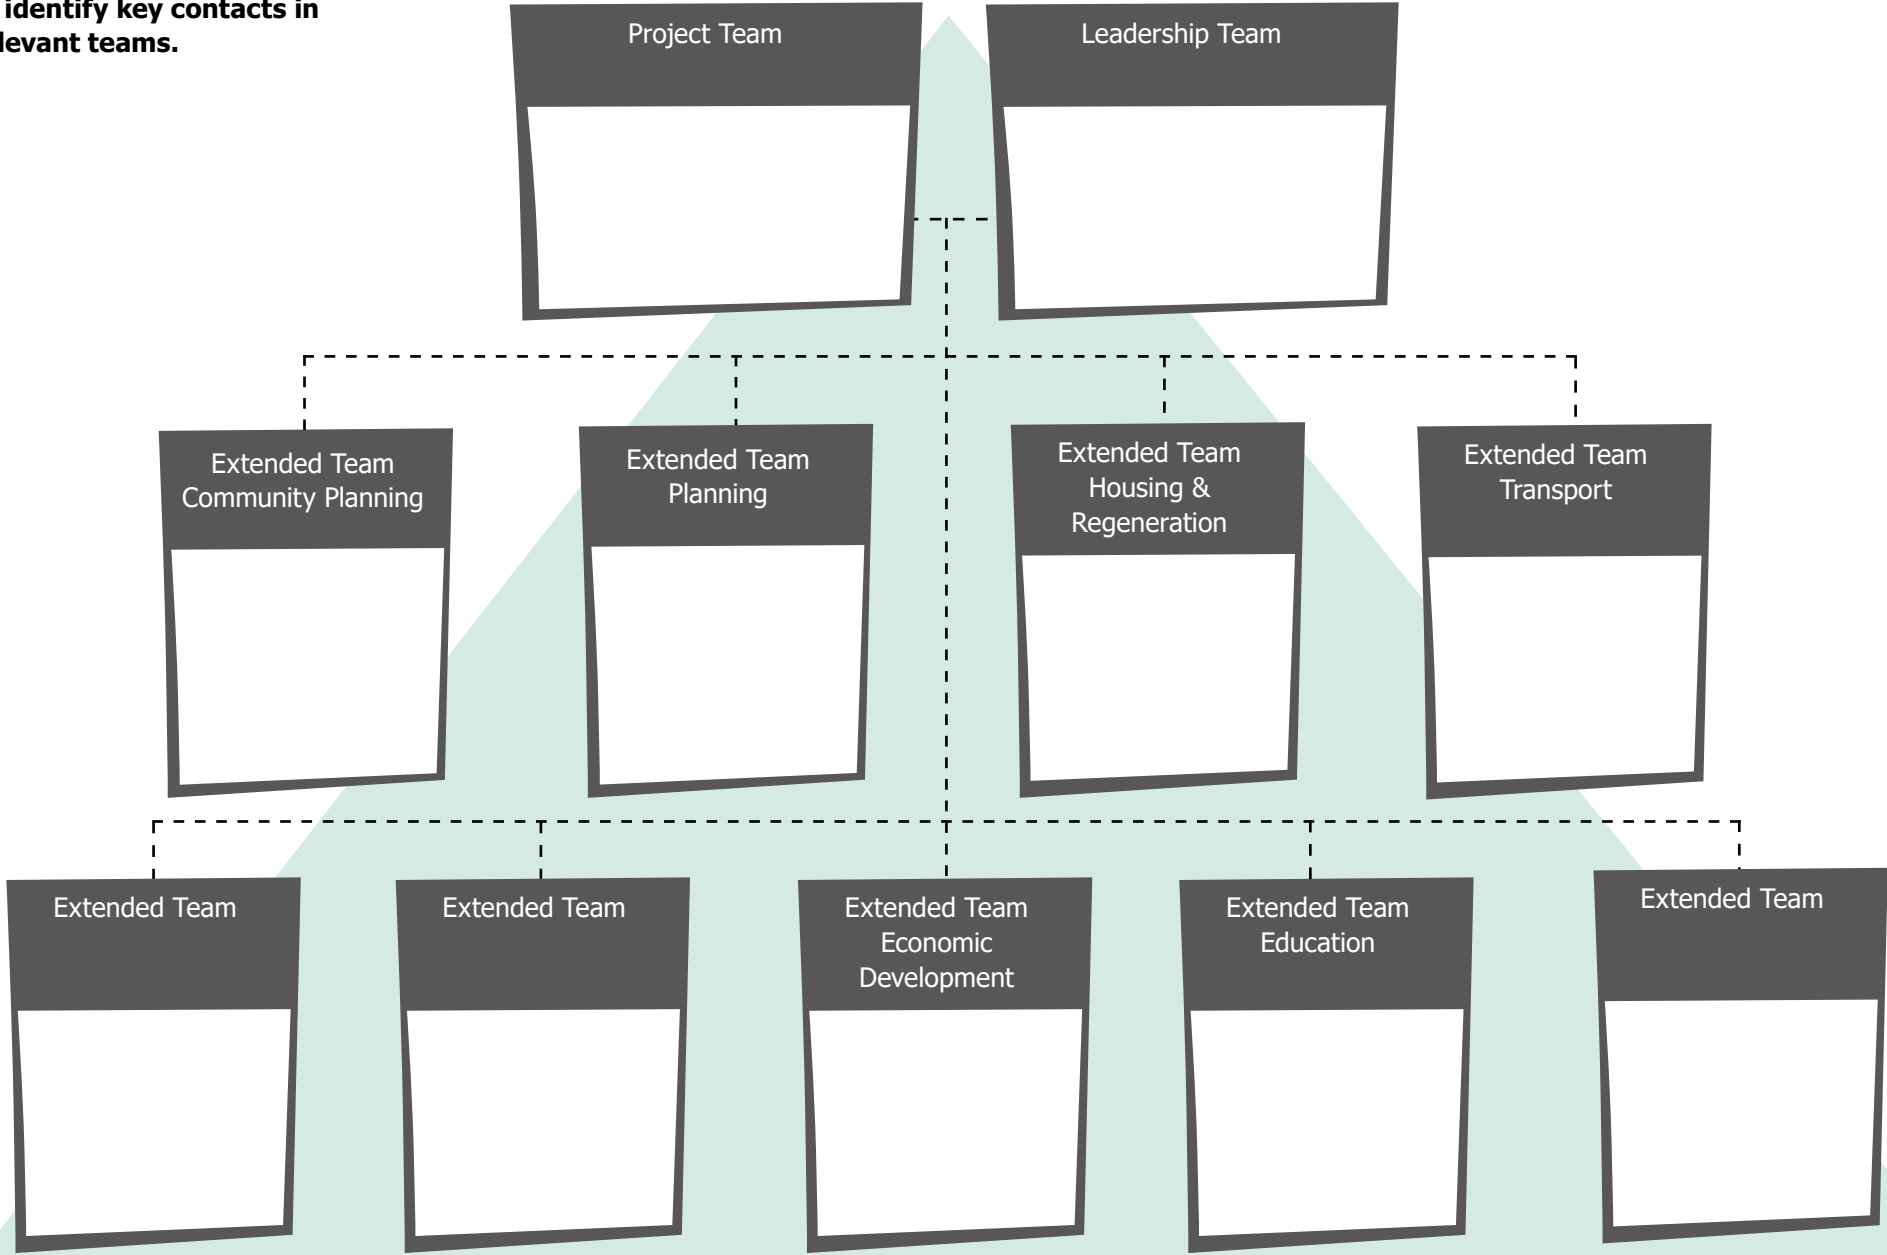 identify key contacts in
teams.
Project Team
Leadership Team
Extended Team
Community Planning
Extended Team
Planning
Extended Team
Housing &
Regeneration
Extended Team
Transport
Extended Team
Extended Team
Extended Team
Economic
Development
Extended Team
Education
Extended Team